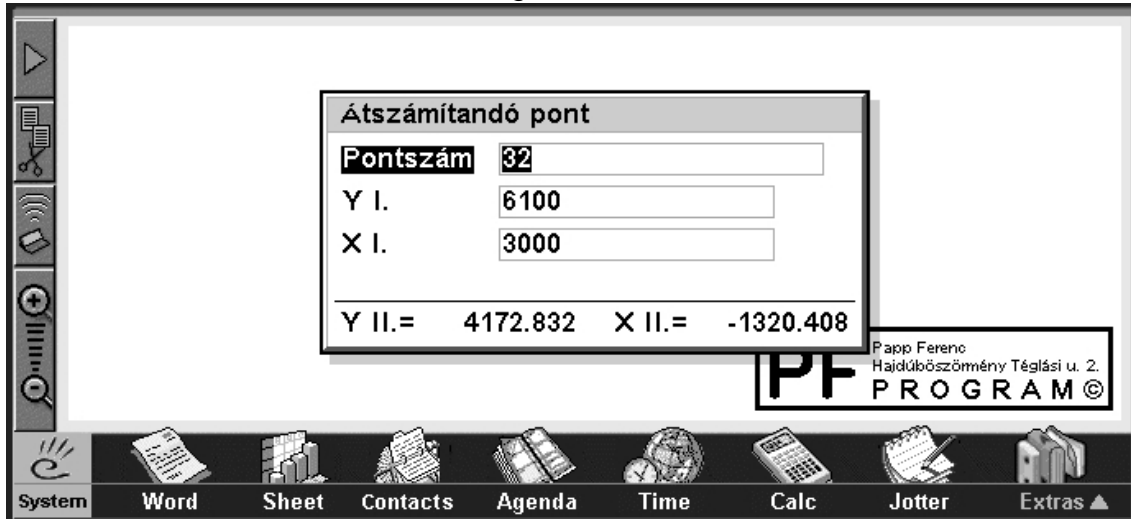 Átszámítandó pont
Pontszám 32
Y I. 6100
X I. 3000
Y II.= 4172.832 X II.= -1320.408
PF
Papp Ferenc
Hajdúböszörmény Téglási u. 2.
PROGRAM©
System Word Sheet Contacts Agenda Time Calc Jotter Extras ▲